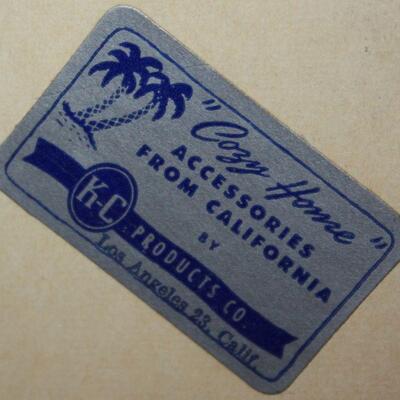 "Cozy Home"
ACCESSORIES
FROM CALIFORNIA
BY
K-C PRODUCTS CO.
Los Angeles 23, Calif.